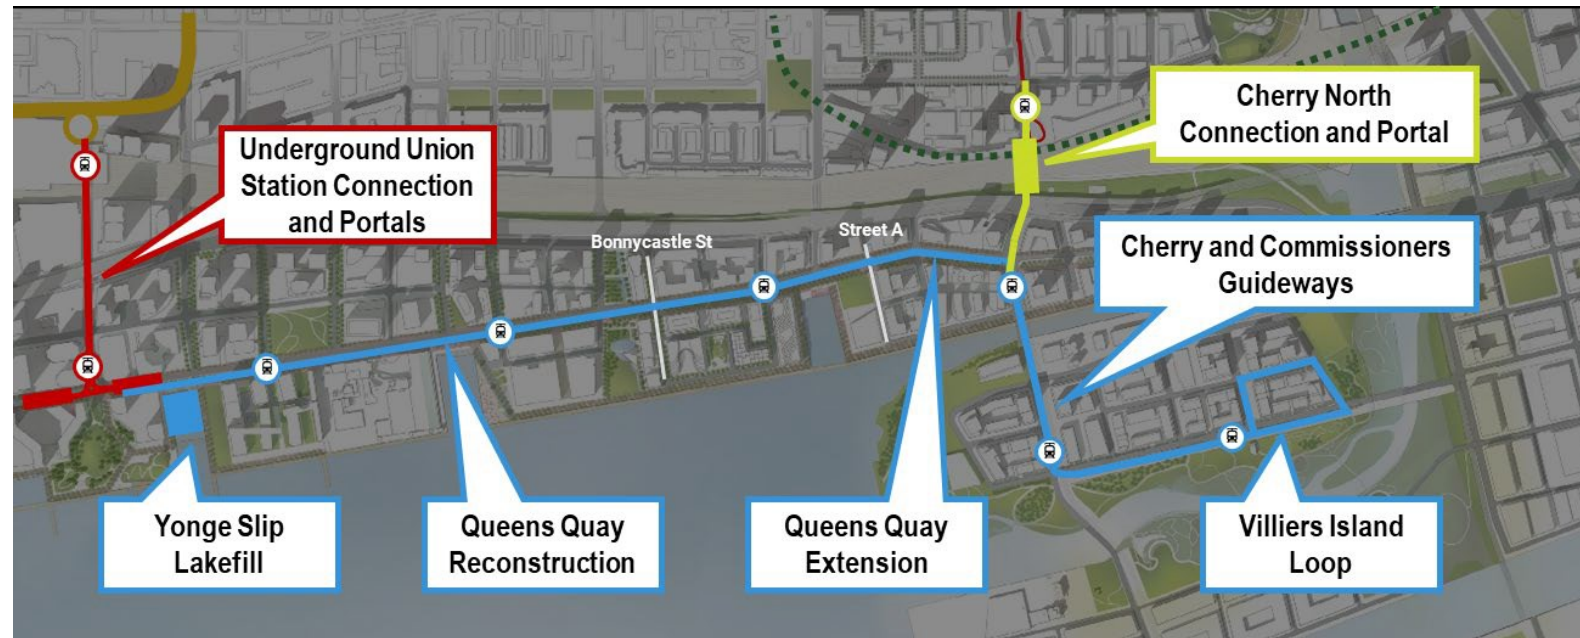 Cherry North
Connection and Portal
Underground Union
Station Connection
and Portals
Bonnycastle St
Street A
Cherry and Commissioners
Guideways
Yonge Slip
Lakefill
Queens Quay
Reconstruction
Queens Quay
Extension
Villiers Island
Loop